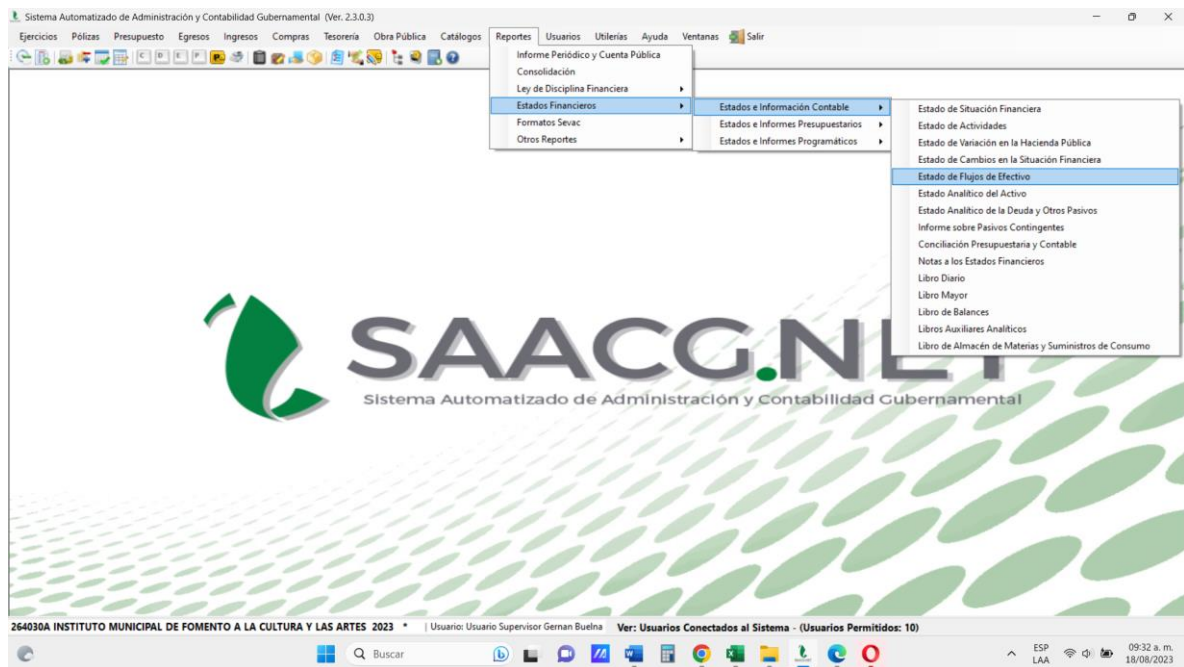 Sistema Automatizado de Administración y Contabilidad Gubernamental (Ver. 2.3.0.3)
Ejercicios Pólizas Presupuesto Egresos Ingresos Compras Tesorería Obra Pública Catálogos Reportes Usuarios Utilerías Ayuda Ventanas Salir
C D E P
Informe Periódico y Cuenta Pública
Consolidación
Ley de Disciplina Financiera
Estados Financieros
Formatos Sevac
Otros Reportes
Estados e Información Contable
Estados e Informes Presupuestarios
Estados e Informes Programáticos
Estado de Situación Financiera
Estado de Actividades
Estado de Variación en la Hacienda Pública
Estado de Cambios en la Situación Financiera
Estado de Flujos de Efectivo
Estado Analítico del Activo
Estado Analítico de la Deuda y Otros Pasivos
Informe sobre Pasivos Contingentes
Conciliación Presupuestaria y Contable
Notas a los Estados Financieros
Libro Diario
Libro Mayor
Libro de Balances
Libros Auxiliares Analíticos
Libro de Almacén de Materias y Suministros de Consumo
SAACG.NET
Sistema Automatizado de Administración y Contabilidad Gubernamental
264030A INSTITUTO MUNICIPAL DE FOMENTO A LA CULTURA Y LAS ARTES 2023 * | Usuario: Usuario Supervisor Gernan Buelna Ver: Usuarios Conectados al Sistema - (Usuarios Permitidos: 10)
Buscar
ESP
LAA
09:32 a. m.
18/08/2023